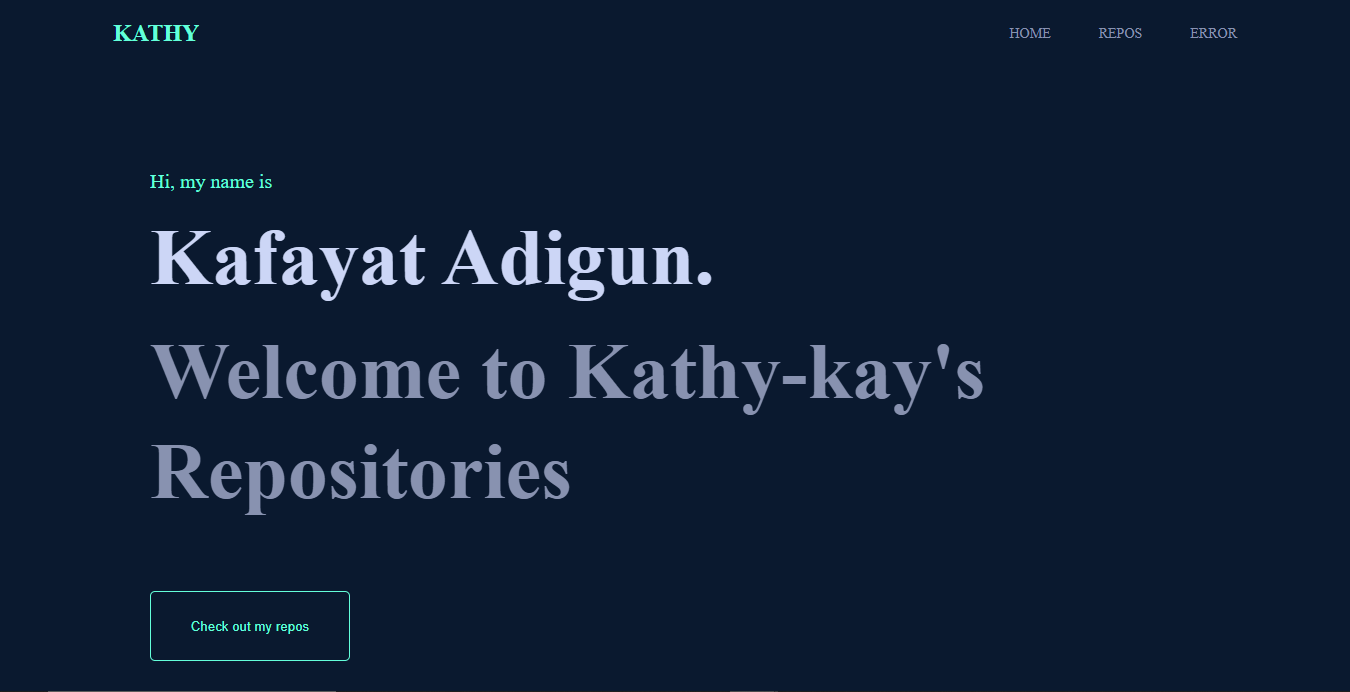 KATHY
HOME REPOS ERROR
Hi, my name is
Kafayat Adigun.
Welcome to Kathy-kay's
Repositories
Check out my repos